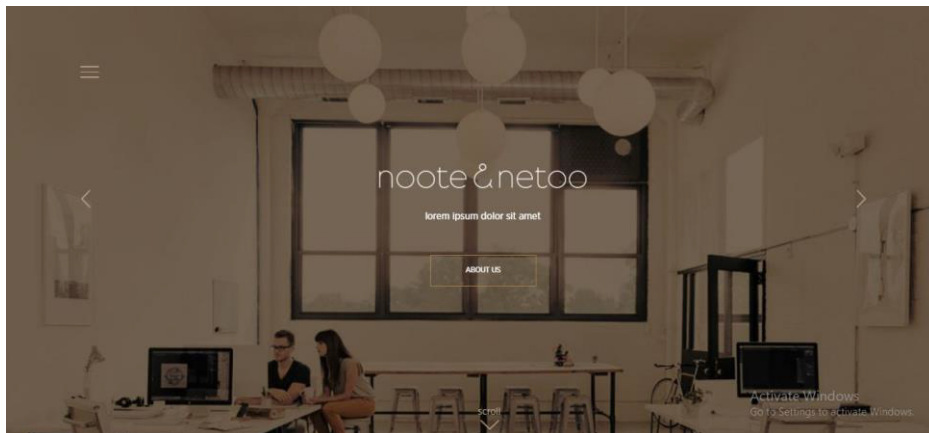 noote & netoo
lorem ipsum dolor sit amet
ABOUT US
scroll
Activate Windows
Go to Settings to activate Windows.